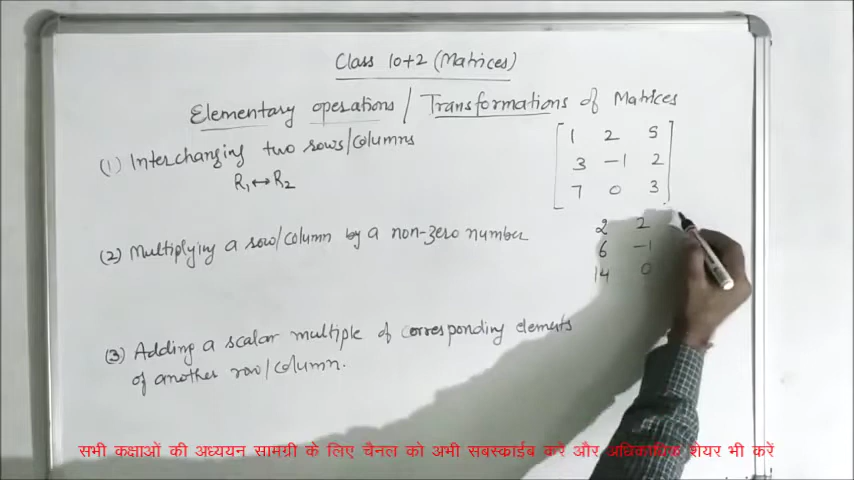 Class 10+2 (Matrices)
Elementary operations / Transformations of Matrices
(1) Interchanging two rows/columns
R₁↔R₂
1 2 5
3 -1 2
7 0 3
(2) Multiplying a row/column by a non-zero number
2 2
6 -1
14 0
(3) Adding a scalar multiple of corresponding elements
of another row/column.
सभी कक्षाओं की अध्ययन सामग्री के लिए चैनल को अभी सबस्क्राईब करें और अधिकाधिक शेयर भी करें